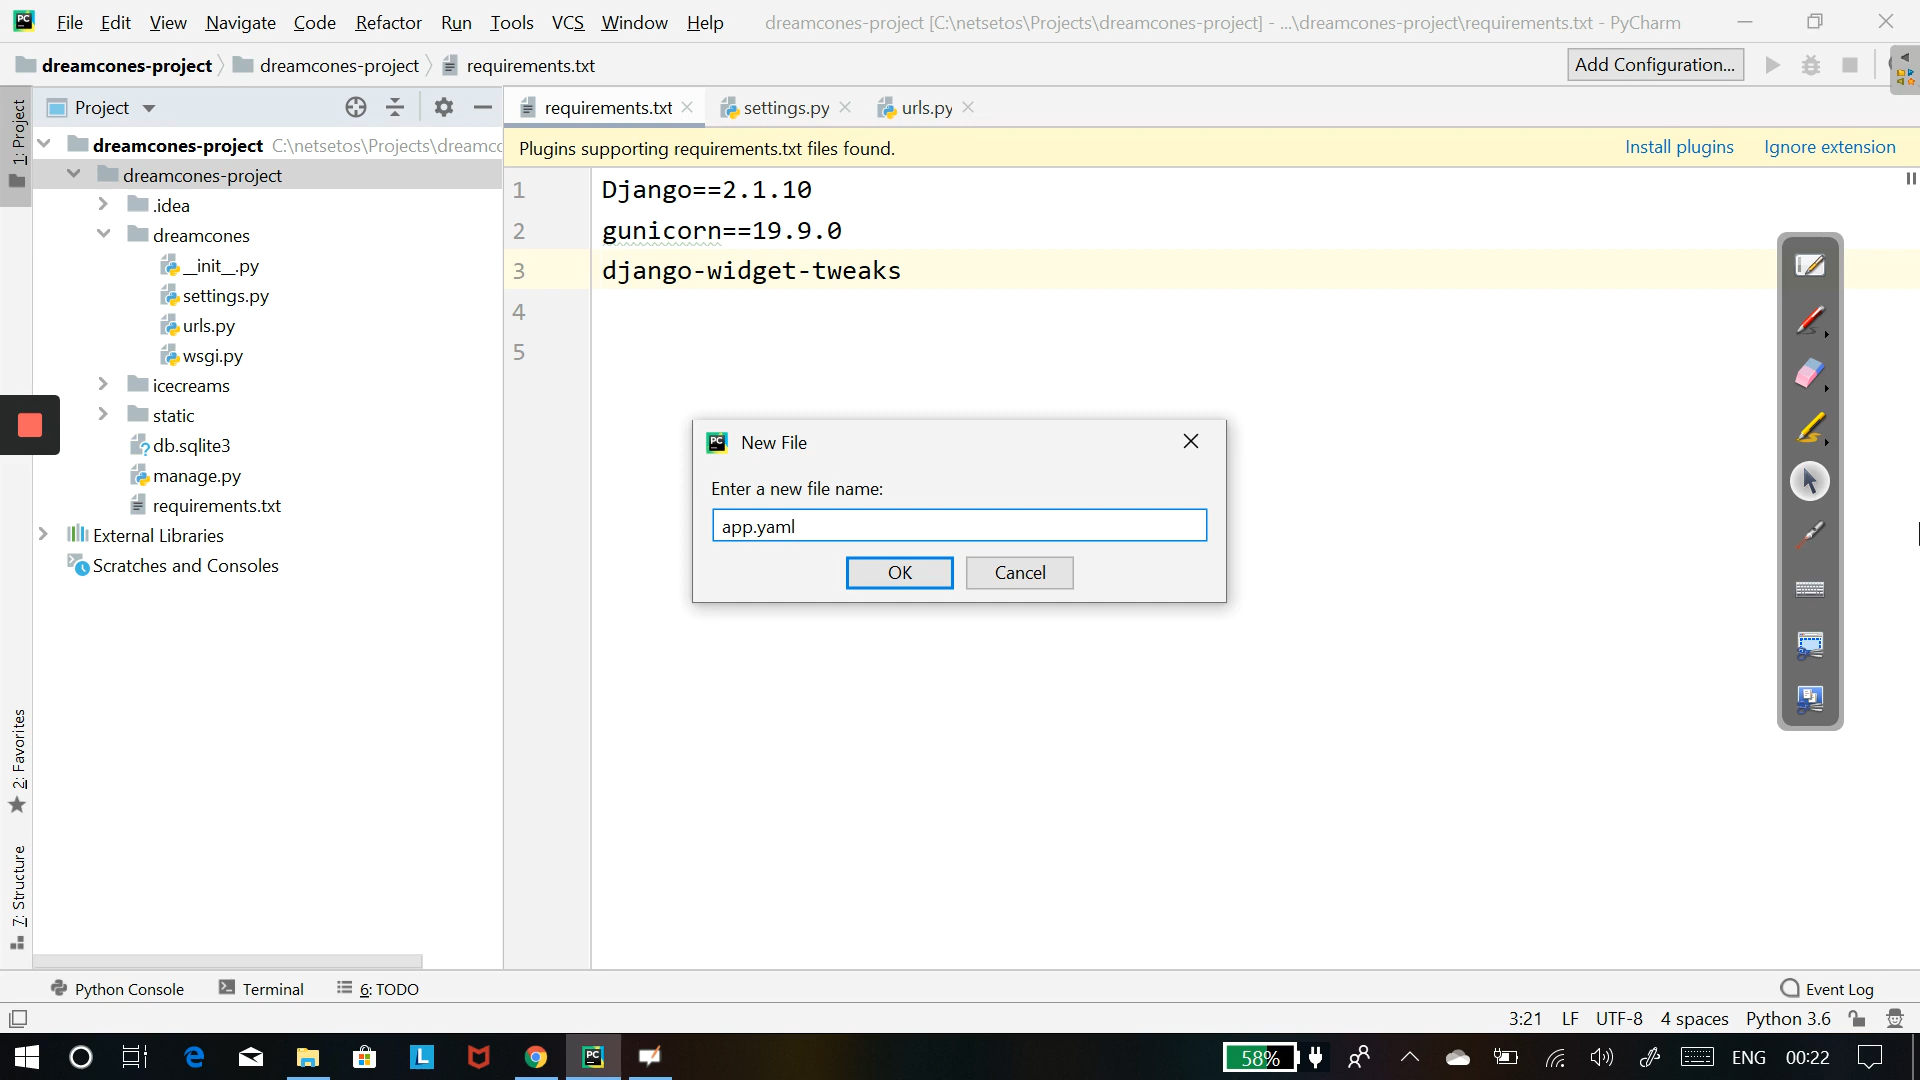 File Edit View Navigate Code Refactor Run Tools VCS Window Help dreamcones-project [C:\netsetos\Projects\dreamcones-project] - ...\dreamcones-project\requirements.txt - PyCharm
dreamcones-project dreamcones-project requirements.txt Add Configuration...
1: Project
Project
requirements.txt settings.py urls.py
dreamcones-project C:\netsetos\Projects\dreamcc
Plugins supporting requirements.txt files found. Install plugins Ignore extension
dreamcones-project
.idea
dreamcones
__init__.py
settings.py
urls.py
wsgi.py
icecreams
static
db.sqlite3
manage.py
requirements.txt
External Libraries
Scratches and Consoles
1 Django==2.1.10
2 gunicorn==19.9.0
3 django-widget-tweaks
4
5
New File
Enter a new file name:
app.yaml
OK Cancel
2: Favorites
7: Structure
Python Console Terminal 6: TODO Event Log
3:21 LF UTF-8 4 spaces Python 3.6
58% ENG 00:22